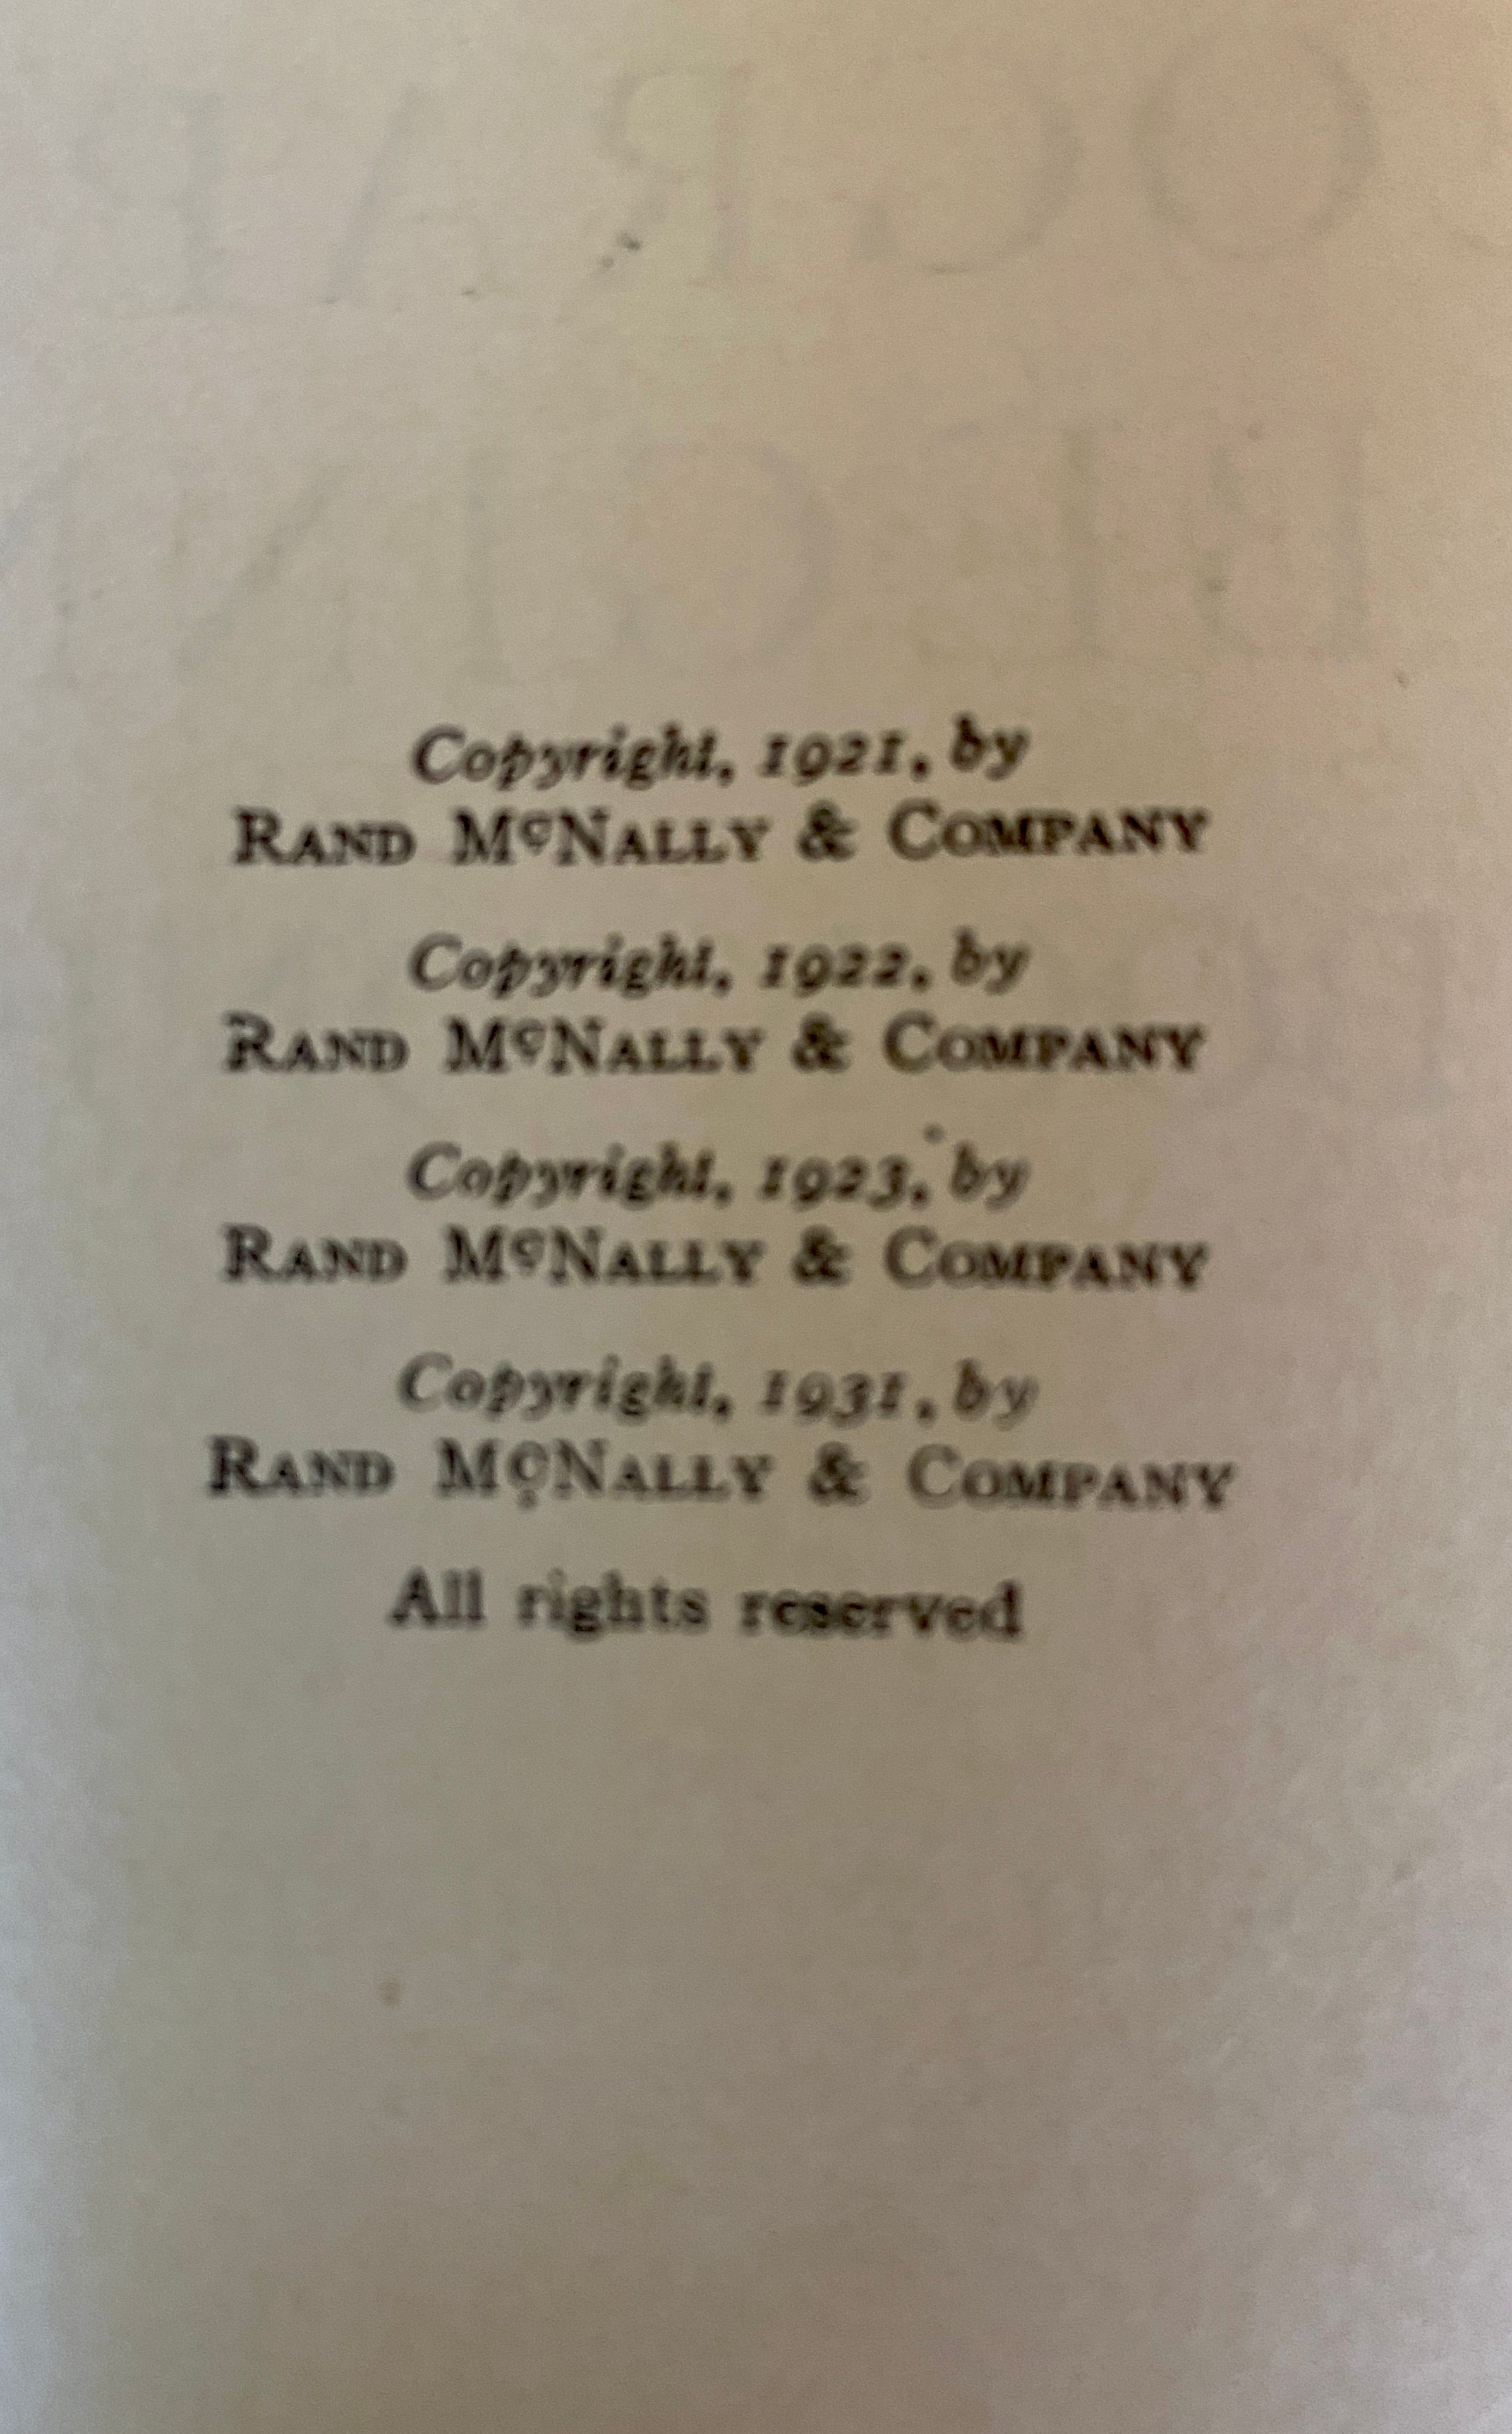 Copyright, 1921, by
RAND McNALLY & COMPANY
Copyright, 1922, by
RAND McNALLY & COMPANY
Copyright, 1923, by
RAND McNALLY & COMPANY
Copyright, 1931, by
RAND McNALLY & COMPANY
All rights reserved